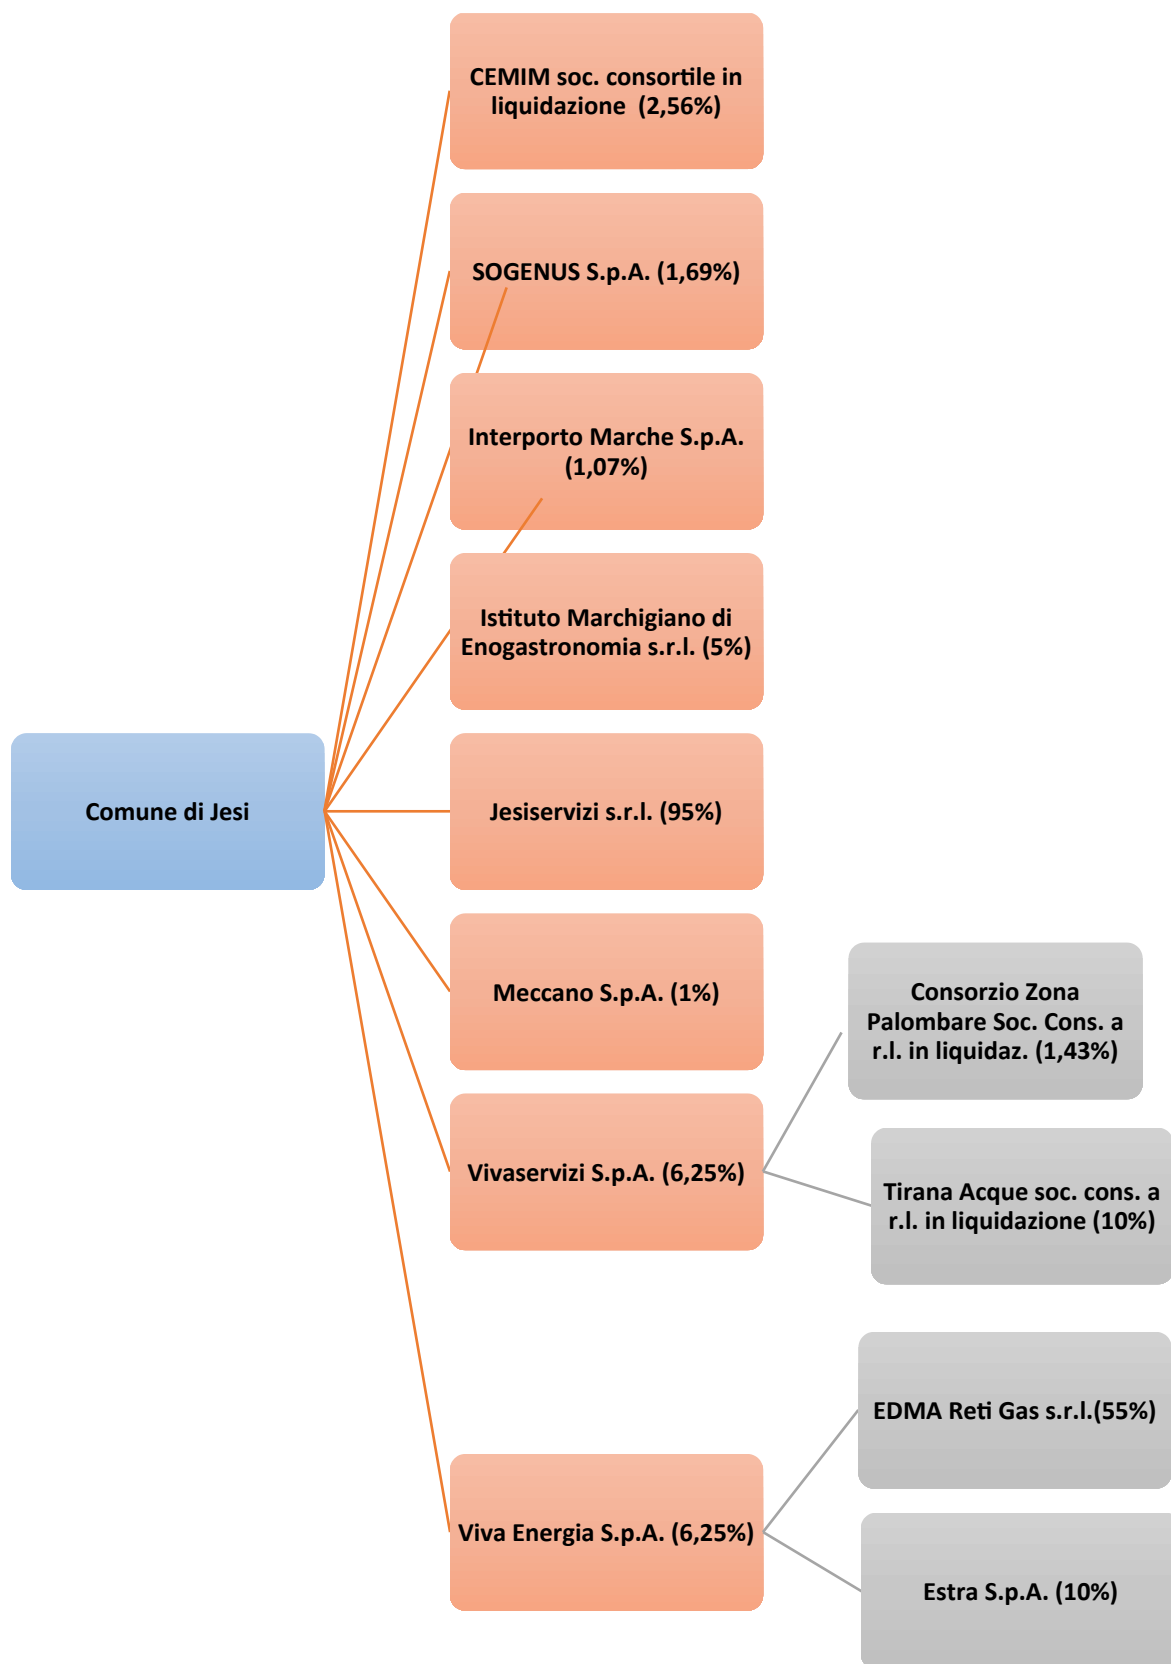 CEMIM soc. consortile in
liquidazione (2,56%)
SOGENUS S.p.A. (1,69%)
Interporto Marche S.p.A.
(1,07%)
Istituto Marchigiano di
Enogastronomia s.r.l. (5%)
Comune di Jesi
Jesiservizi s.r.l. (95%)
Meccano S.p.A. (1%)
Consorzio Zona
Palombare Soc. Cons. a
r.l. in liquidaz. (1,43%)
Vivaservizi S.p.A. (6,25%)
Tirana Acque soc. cons. a
r.l. in liquidazione (10%)
EDMA Reti Gas s.r.l.(55%)
Viva Energia S.p.A. (6,25%)
Estra S.p.A. (10%)